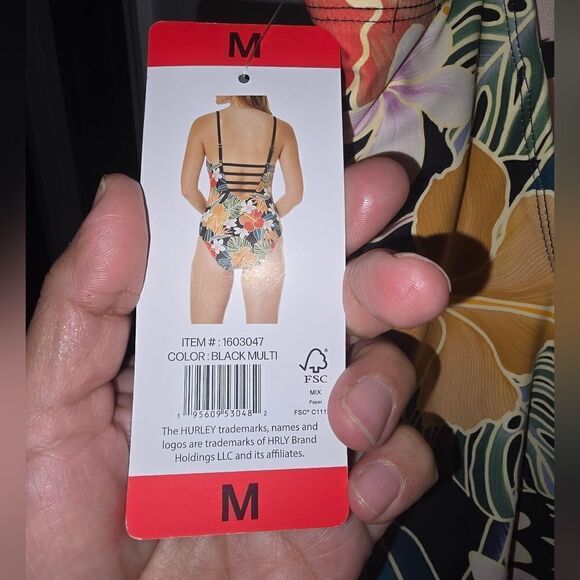 M
ITEM # : 1603047
COLOR : BLACK MULTI
FSC
MIX
Paper
1 95609 53048 2
The HURLEY trademarks, names and
logos are trademarks of HRLY Brand
Holdings LLC and its affiliates.
M